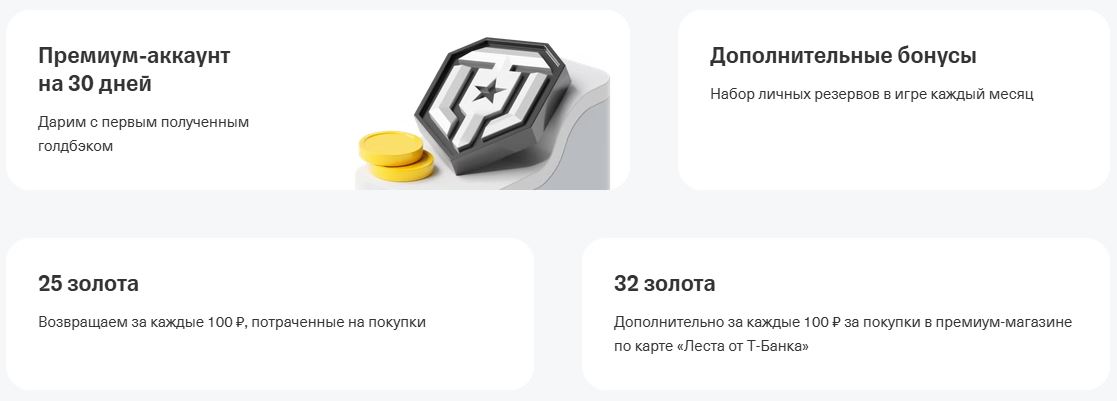 Премиум-аккаунт
на 30 дней
Дарим с первым полученным
голдбэком
Дополнительные бонусы
Набор личных резервов в игре каждый месяц
25 золота
Возвращаем за каждые 100 ₽, потраченные на покупки
32 золота
Дополнительно за каждые 100 ₽ за покупки в премиум-магазине
по карте «Леста от Т-Банка»